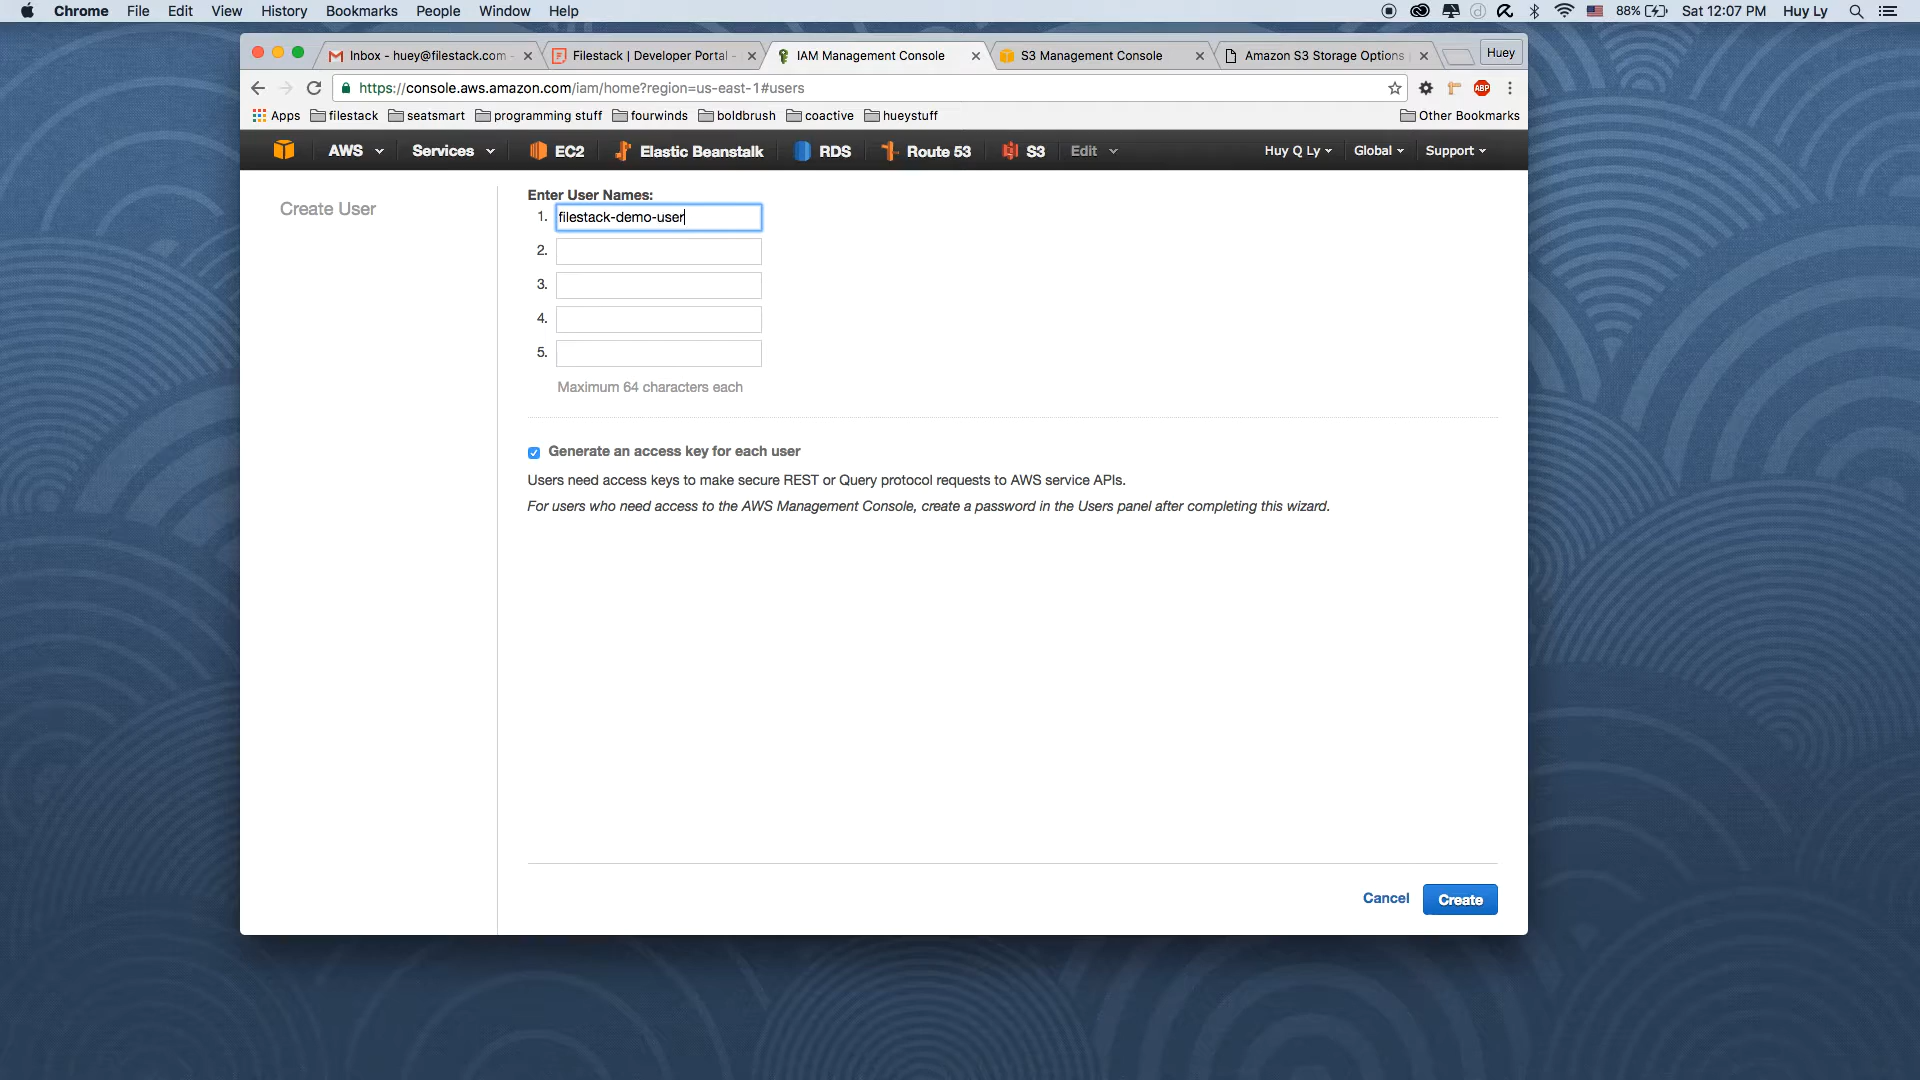 Chrome File Edit View History Bookmarks People Window Help 88% Sat 12:07 PM Huy Ly
Inbox - huey@filestack.com - Filestack | Developer Portal - IAM Management Console S3 Management Console Amazon S3 Storage Options Huey
https://console.aws.amazon.com/iam/home?region=us-east-1#users ABP
Apps filestack seatsmart programming stuff fourwinds boldbrush coactive hueystuff Other Bookmarks
AWS Services EC2 Elastic Beanstalk RDS Route 53 S3 Edit Huy Q Ly Global Support
Create User
Enter User Names:
1. filestack-demo-user
2.
3.
4.
5.
Maximum 64 characters each
Generate an access key for each user
Users need access keys to make secure REST or Query protocol requests to AWS service APIs.
For users who need access to the AWS Management Console, create a password in the Users panel after completing this wizard.
Cancel Create